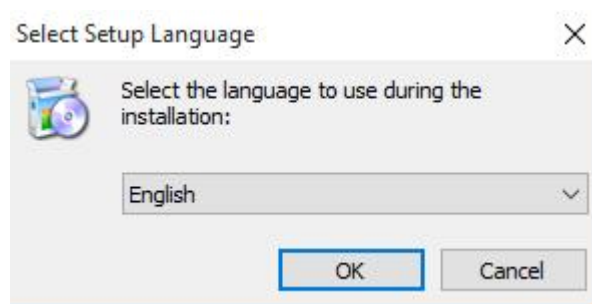 Select Setup Language
Select the language to use during the
installation:
English
OK
Cancel